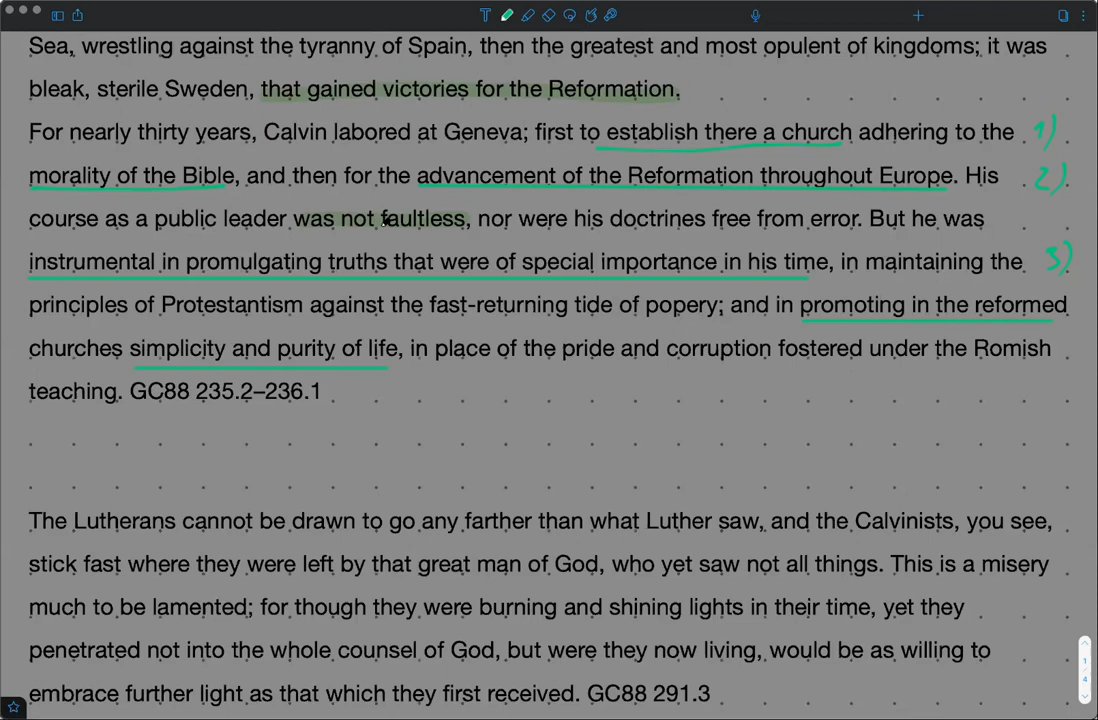 Sea, wrestling against the tyranny of Spain, then the greatest and most opulent of kingdoms; it was
bleak, sterile Sweden, that gained victories for the Reformation.
For nearly thirty years, Calvin labored at Geneva; first to establish there a church adhering to the 1)
morality of the Bible, and then for the advancement of the Reformation throughout Europe. His 2)
course as a public leader was not faultless, nor were his doctrines free from error. But he was
instrumental in promulgating truths that were of special importance in his time, in maintaining the 3)
principles of Protestantism against the fast-returning tide of popery; and in promoting in the reformed
churches simplicity and purity of life, in place of the pride and corruption fostered under the Romish
teaching. GC88 235.2–236.1
The Lutherans cannot be drawn to go any farther than what Luther saw, and the Calvinists, you see,
stick fast where they were left by that great man of God, who yet saw not all things. This is a misery
much to be lamented; for though they were burning and shining lights in their time, yet they
penetrated not into the whole counsel of God, but were they now living, would be as willing to
embrace further light as that which they first received. GC88 291.3
1
4